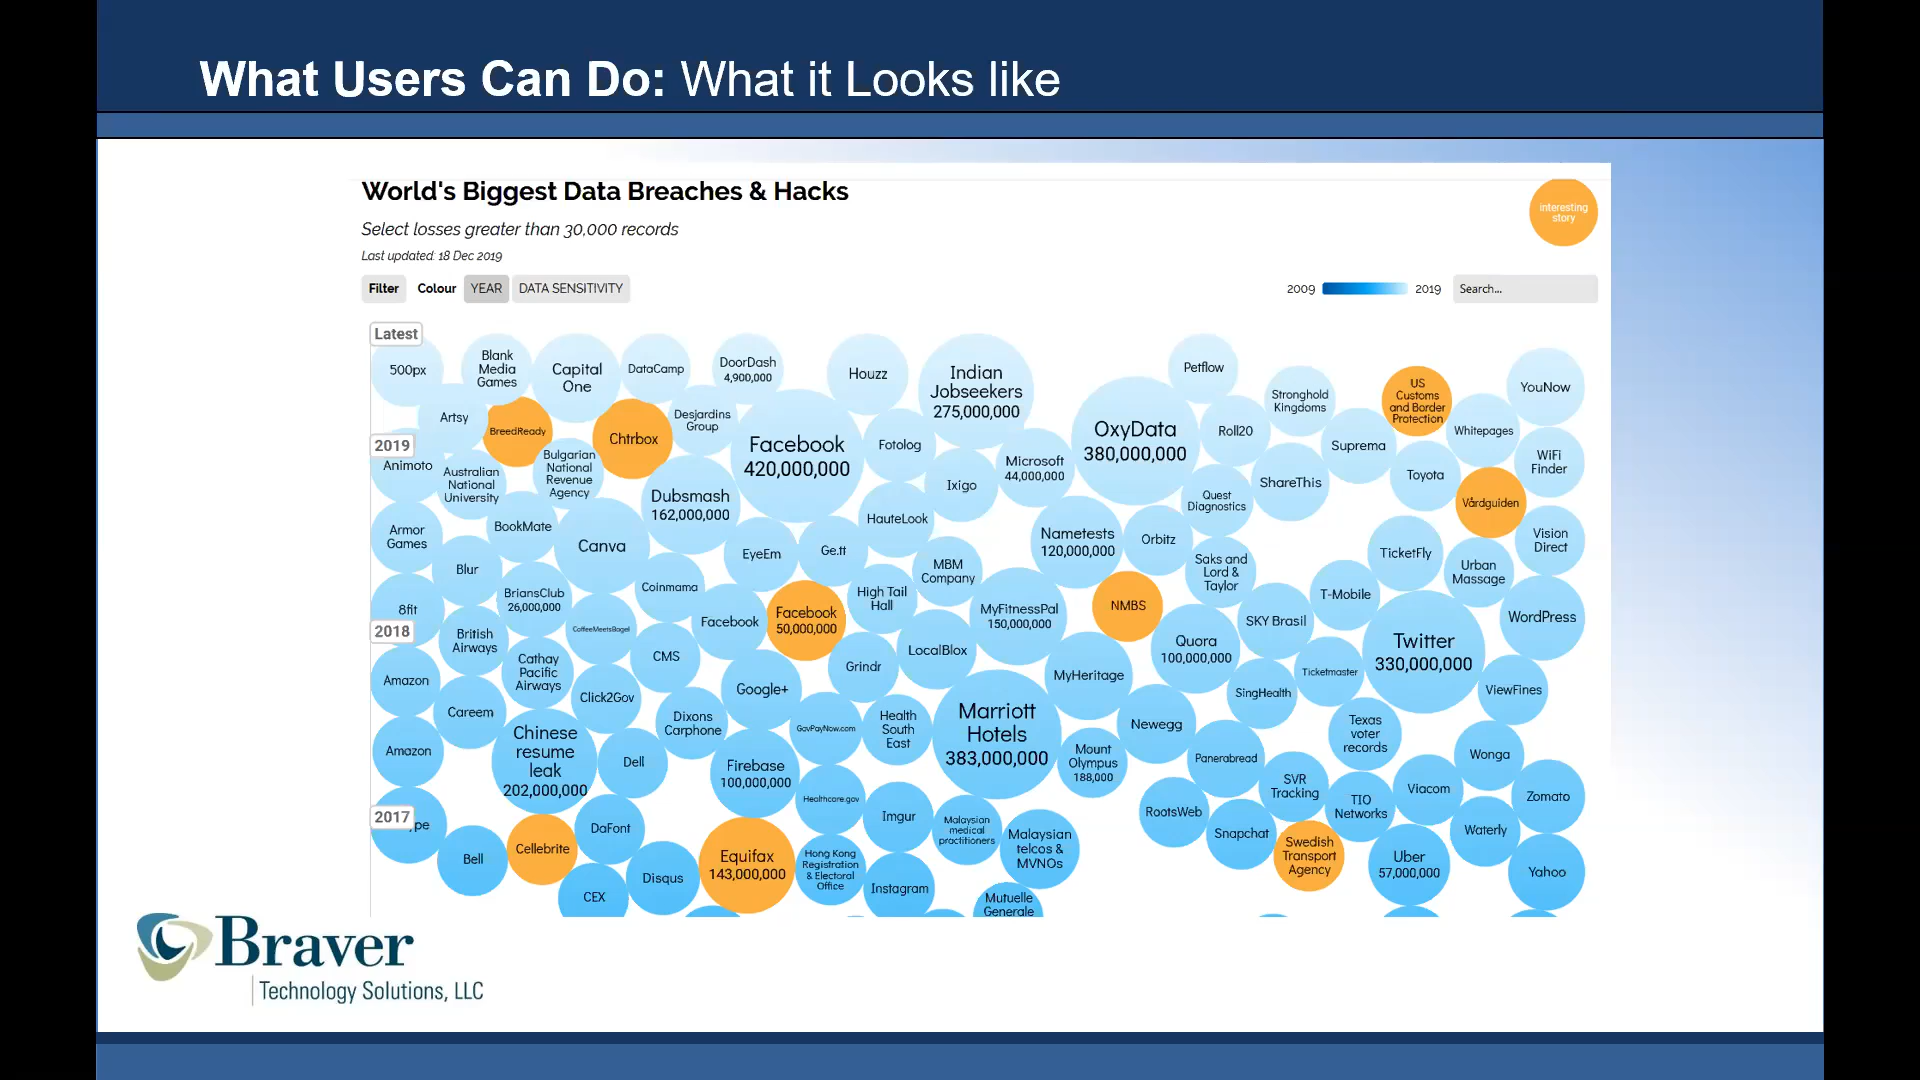 What Users Can Do: What it Looks like
World's Biggest Data Breaches & Hacks
Select losses greater than 30,000 records
Last updated: 18 Dec 2019
interesting
story
Filter Colour YEAR DATA SENSITIVITY
2009 2019 Search...
Latest
500px
Blank
Media
Games
Capital
One
DataCamp
DoorDash
4,900,000
Houzz
Indian
Jobseekers
275,000,000
Petflow
Stronghold
Kingdoms
US
Customs
and Border
Protection
YouNow
Artsy
BreedReady
Chtrbox
Desjardins
Group
Facebook
420,000,000
Fotolog
OxyData
380,000,000
Roll20
Suprema
Whitepages
2019
Animoto
Australian
National
University
Bulgarian
National
Revenue
Agency
Dubsmash
162,000,000
Ixigo
Microsoft
44,000,000
Quest
Diagnostics
ShareThis
Toyota
WiFi
Finder
Vårdguiden
Armor
Games
BookMate
Canva
EyeEm
Ge.tt
HauteLook
Nametests
120,000,000
Orbitz
Saks and
Lord &
Taylor
TicketFly
Urban
Massage
Vision
Direct
Blur
BriansClub
26,000,000
Coinmama
MBM
Company
High Tail
Hall
MyFitnessPal
150,000,000
NMBS
T-Mobile
8fit
2018
British
Airways
CoffeeMeetsBagel
Facebook
Facebook
50,000,000
Quora
100,000,000
SKY Brasil
Twitter
330,000,000
WordPress
Amazon
Cathay
Pacific
Airways
CMS
Grindr
LocalBlox
MyHeritage
SingHealth
Ticketmaster
ViewFines
Careem
Click2Gov
Google+
Dixons
Carphone
GovPayNow.com
Health
South
East
Marriott
Hotels
383,000,000
Newegg
Texas
voter
records
Amazon
Chinese
resume
leak
202,000,000
Dell
Firebase
100,000,000
Mount
Olympus
188,000
Panerabread
Wonga
Healthcare.gov
SVR
Tracking
TIO
Networks
Viacom
Zomato
2017
pe
Bell
Cellebrite
DaFont
Imgur
Malaysian
medical
practitioners
Malaysian
telcos &
MVNOs
RootsWeb
Snapchat
Swedish
Transport
Agency
Waterly
CEX
Disqus
Equifax
143,000,000
Hong Kong
Registration
& Electoral
Office
Instagram
Mutuelle
Generale
Uber
57,000,000
Yahoo
Braver
Technology Solutions, LLC